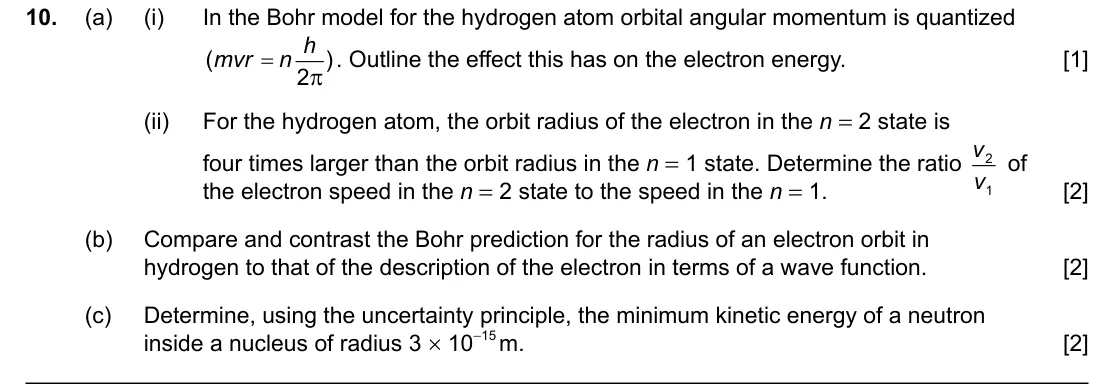 10. (a) (i) In the Bohr model for the hydrogen atom orbital angular momentum is quantized
(mvr = n h/2π). Outline the effect this has on the electron energy. [1]
(ii) For the hydrogen atom, the orbit radius of the electron in the n = 2 state is
four times larger than the orbit radius in the n = 1 state. Determine the ratio v₂/v₁ of
the electron speed in the n = 2 state to the speed in the n = 1. [2]
(b) Compare and contrast the Bohr prediction for the radius of an electron orbit in
hydrogen to that of the description of the electron in terms of a wave function. [2]
(c) Determine, using the uncertainty principle, the minimum kinetic energy of a neutron
inside a nucleus of radius 3 × 10⁻¹⁵ m. [2]